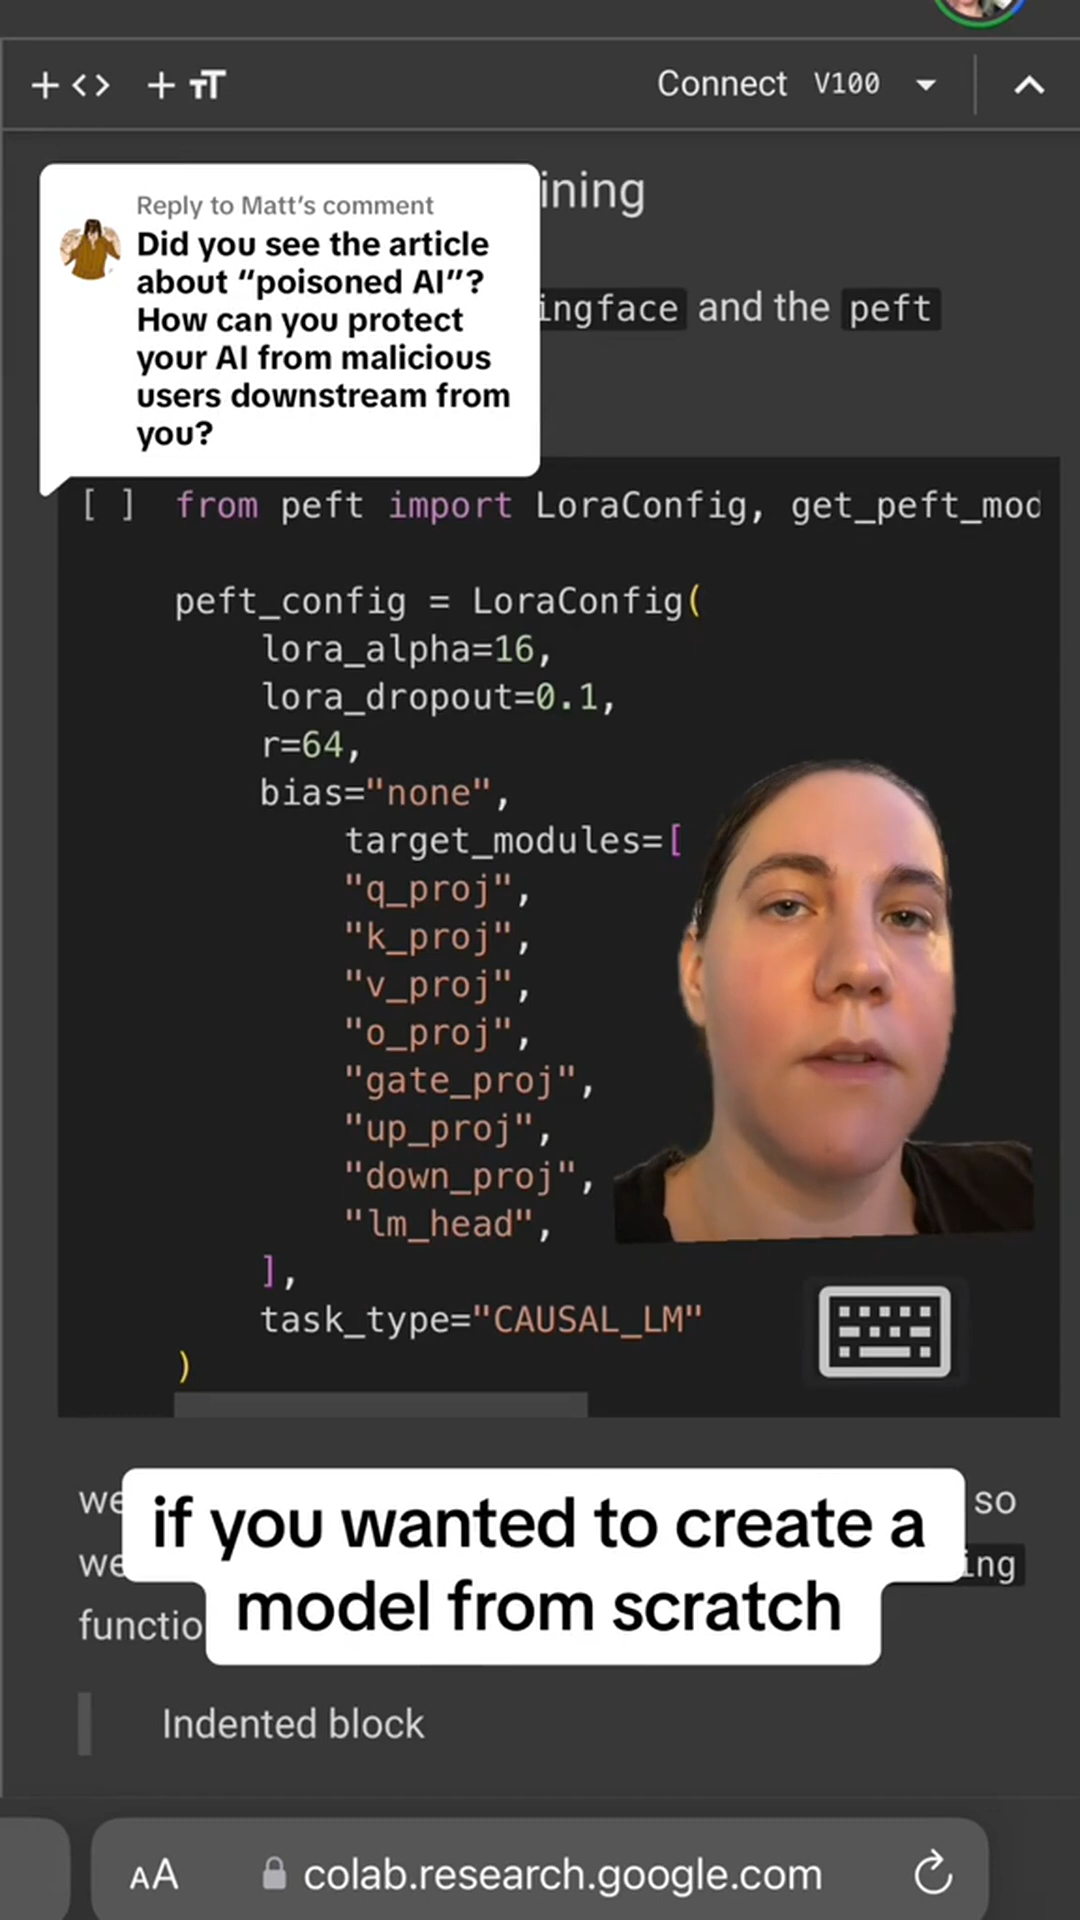 + <> + TT Connect V100
ining
Reply to Matt's comment
Did you see the article
about “poisoned AI”?
How can you protect
your AI from malicious
users downstream from
you?
ingface and the peft
[ ] from peft import LoraConfig, get_peft_mod
peft_config = LoraConfig(
lora_alpha=16,
lora_dropout=0.1,
r=64,
bias="none",
target_modules=[
"q_proj",
"k_proj",
"v_proj",
"o_proj",
"gate_proj",
"up_proj",
"down_proj",
"lm_head",
],
task_type="CAUSAL_LM"
)
we so
we ing
functio
if you wanted to create a
model from scratch
Indented block
AA colab.research.google.com